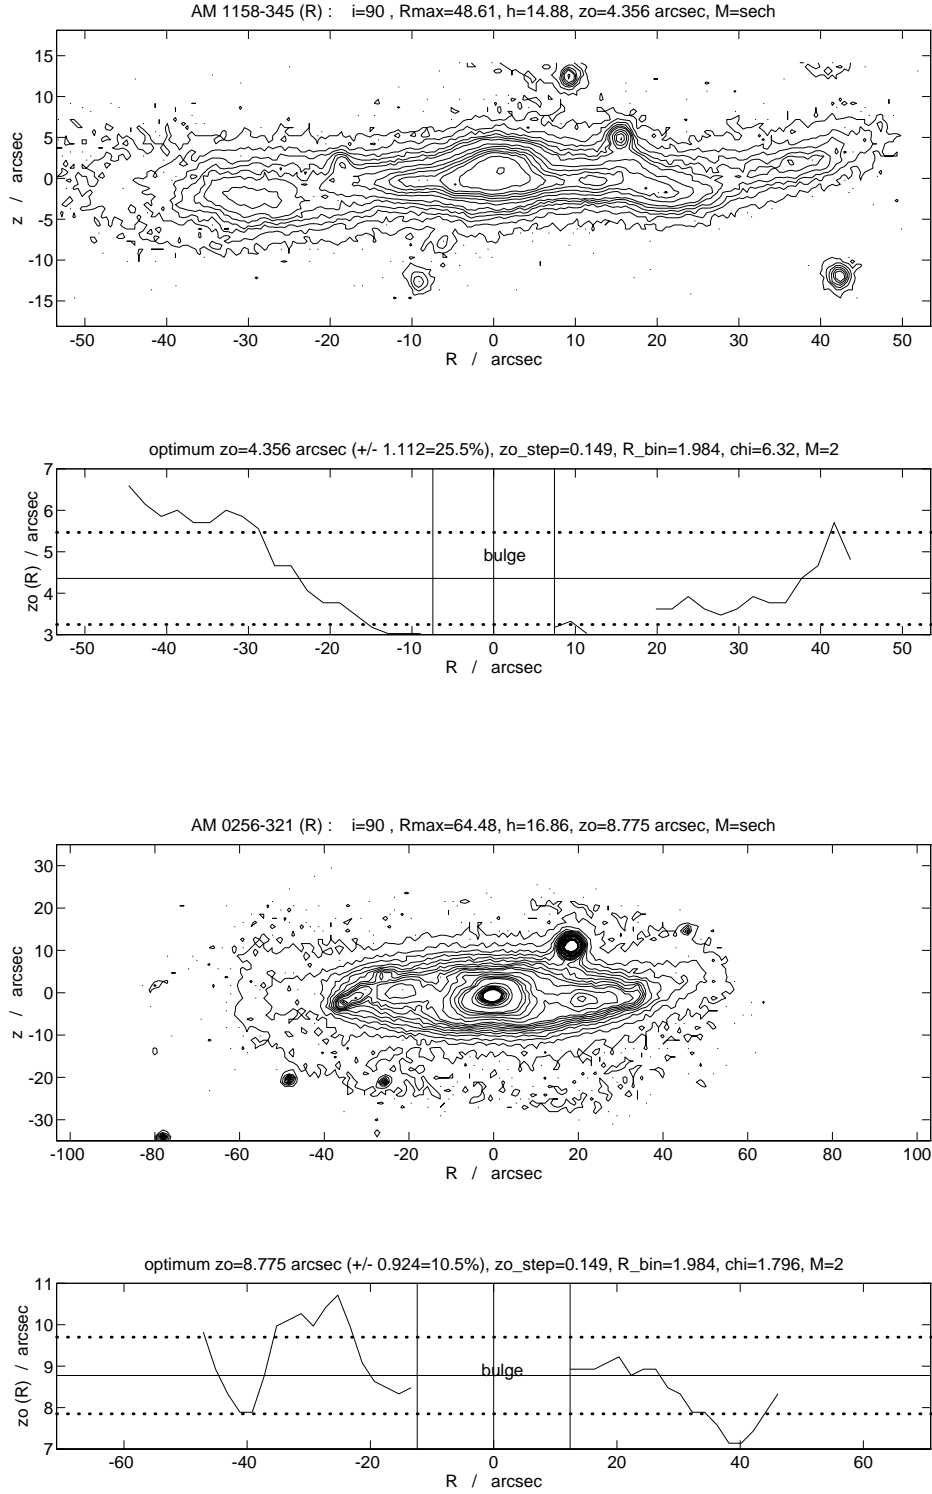 AM 1158-345 (R) : i=90 , Rmax=48.61, h=14.88, zo=4.356 arcsec, M=sech
15
10
5
0
-5
-10
-15
z / arcsec
-50 -40 -30 -20 -10 0 10 20 30 40 50
R / arcsec
optimum zo=4.356 arcsec (+/- 1.112=25.5%), zo_step=0.149, R_bin=1.984, chi=6.32, M=2
7
6
5
4
3
zo (R) / arcsec
bulge
-50 -40 -30 -20 -10 0 10 20 30 40 50
R / arcsec
AM 0256-321 (R) : i=90 , Rmax=64.48, h=16.86, zo=8.775 arcsec, M=sech
30
20
10
0
-10
-20
-30
z / arcsec
-100 -80 -60 -40 -20 0 20 40 60 80 100
R / arcsec
optimum zo=8.775 arcsec (+/- 0.924=10.5%), zo_step=0.149, R_bin=1.984, chi=1.796, M=2
11
10
9
8
7
zo (R) / arcsec
bulge
-60 -40 -20 0 20 40 60
R / arcsec